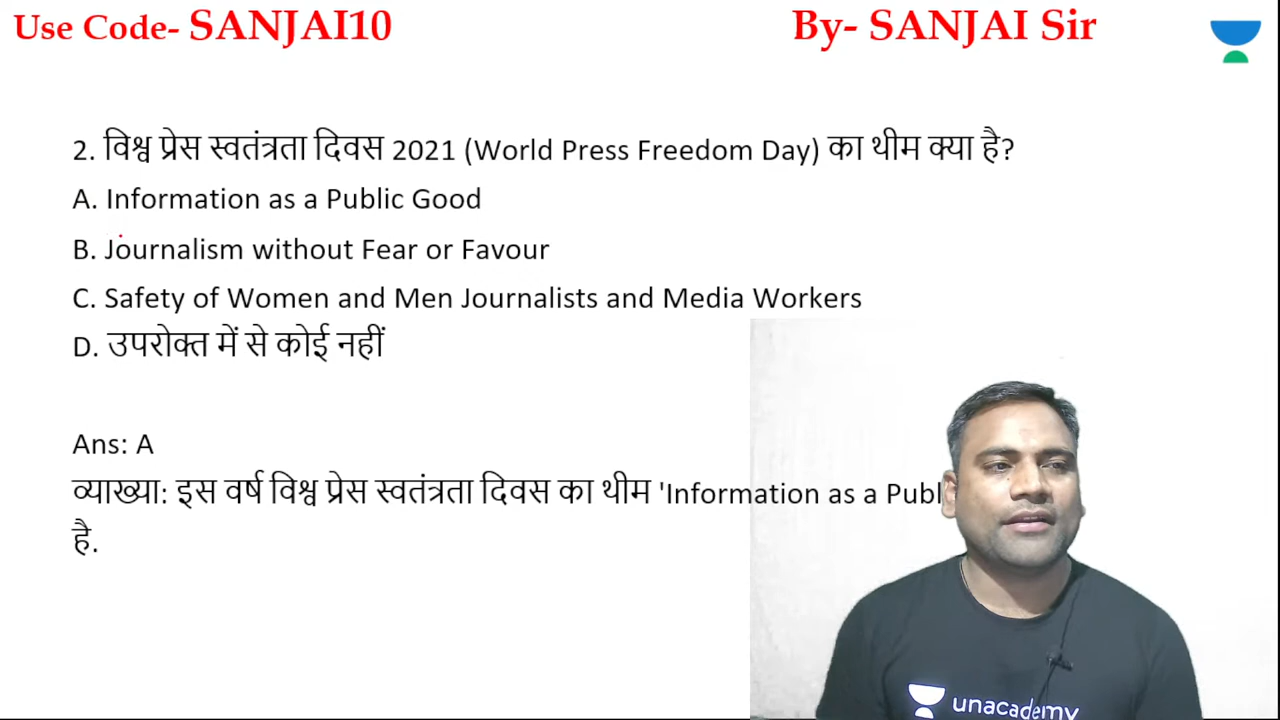 Use Code- SANJAI10
By- SANJAI Sir
2. विश्व प्रेस स्वतंत्रता दिवस 2021 (World Press Freedom Day) का थीम क्या है?
A. Information as a Public Good
B. Journalism without Fear or Favour
C. Safety of Women and Men Journalists and Media Workers
D. उपरोक्त में से कोई नहीं
Ans: A
व्याख्या: इस वर्ष विश्व प्रेस स्वतंत्रता दिवस का थीम 'Information as a Publ
है.
unacademy